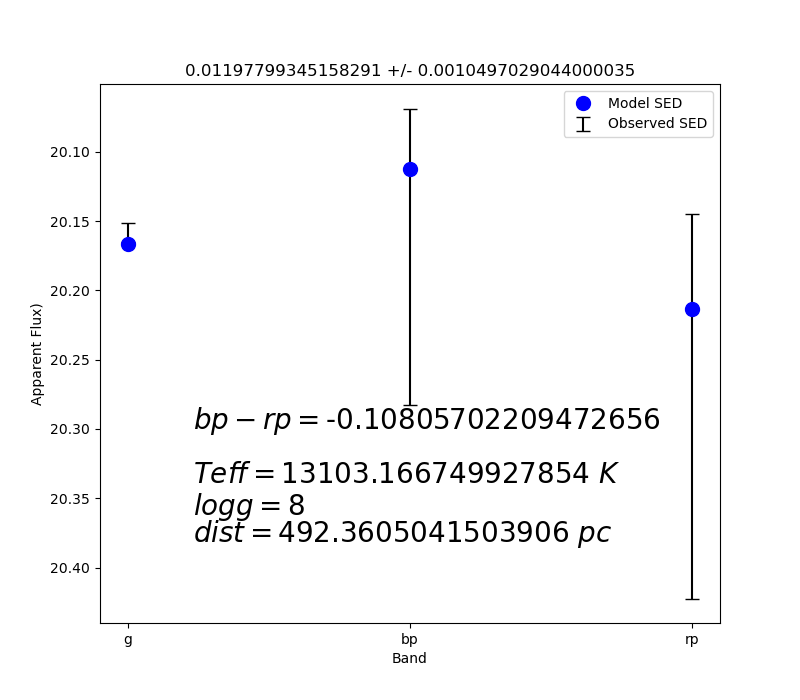 0.01197799345158291 +/- 0.0010497029044000035
Model SED
Observed SED
20.10
20.15
20.20
20.25
20.30
20.35
20.40
Apparent Flux)
bp − rp = -0.10805702209472656
Teff = 13103.166749927854 K
logg = 8
dist = 492.3605041503906 pc
g
bp
rp
Band